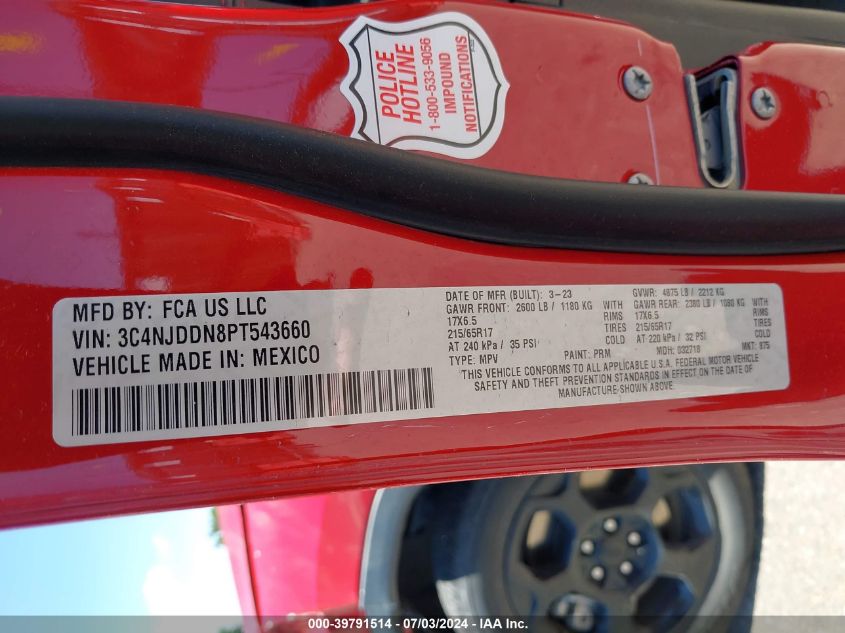 POLICE
HOTLINE
1-800-533-9056
IMPOUND
NOTIFICATIONS
MFD BY: FCA US LLC
VIN: 3C4NJDDN8PT543660
VEHICLE MADE IN: MEXICO
DATE OF MFR (BUILT): 3-23
GAWR FRONT: 2600 LB / 1180 KG
17X6.5 RIMS
215/65R17 TIRES
AT 240 kPa / 35 PSI COLD
TYPE: MPV
PAINT: PRM
GVWR: 4875 LB / 2212 KG
GAWR REAR: 2380 LB / 1080 KG
17X6.5 RIMS
215/65R17 TIRES
AT 220 kPa / 32 PSI COLD
MDH: 032716
MKT: 975
THIS VEHICLE CONFORMS TO ALL APPLICABLE U.S.A. FEDERAL MOTOR VEHICLE
SAFETY AND THEFT PREVENTION STANDARDS IN EFFECT ON THE DATE OF
MANUFACTURE SHOWN ABOVE.
000-39791514 - 07/03/2024 - IAA, Inc.